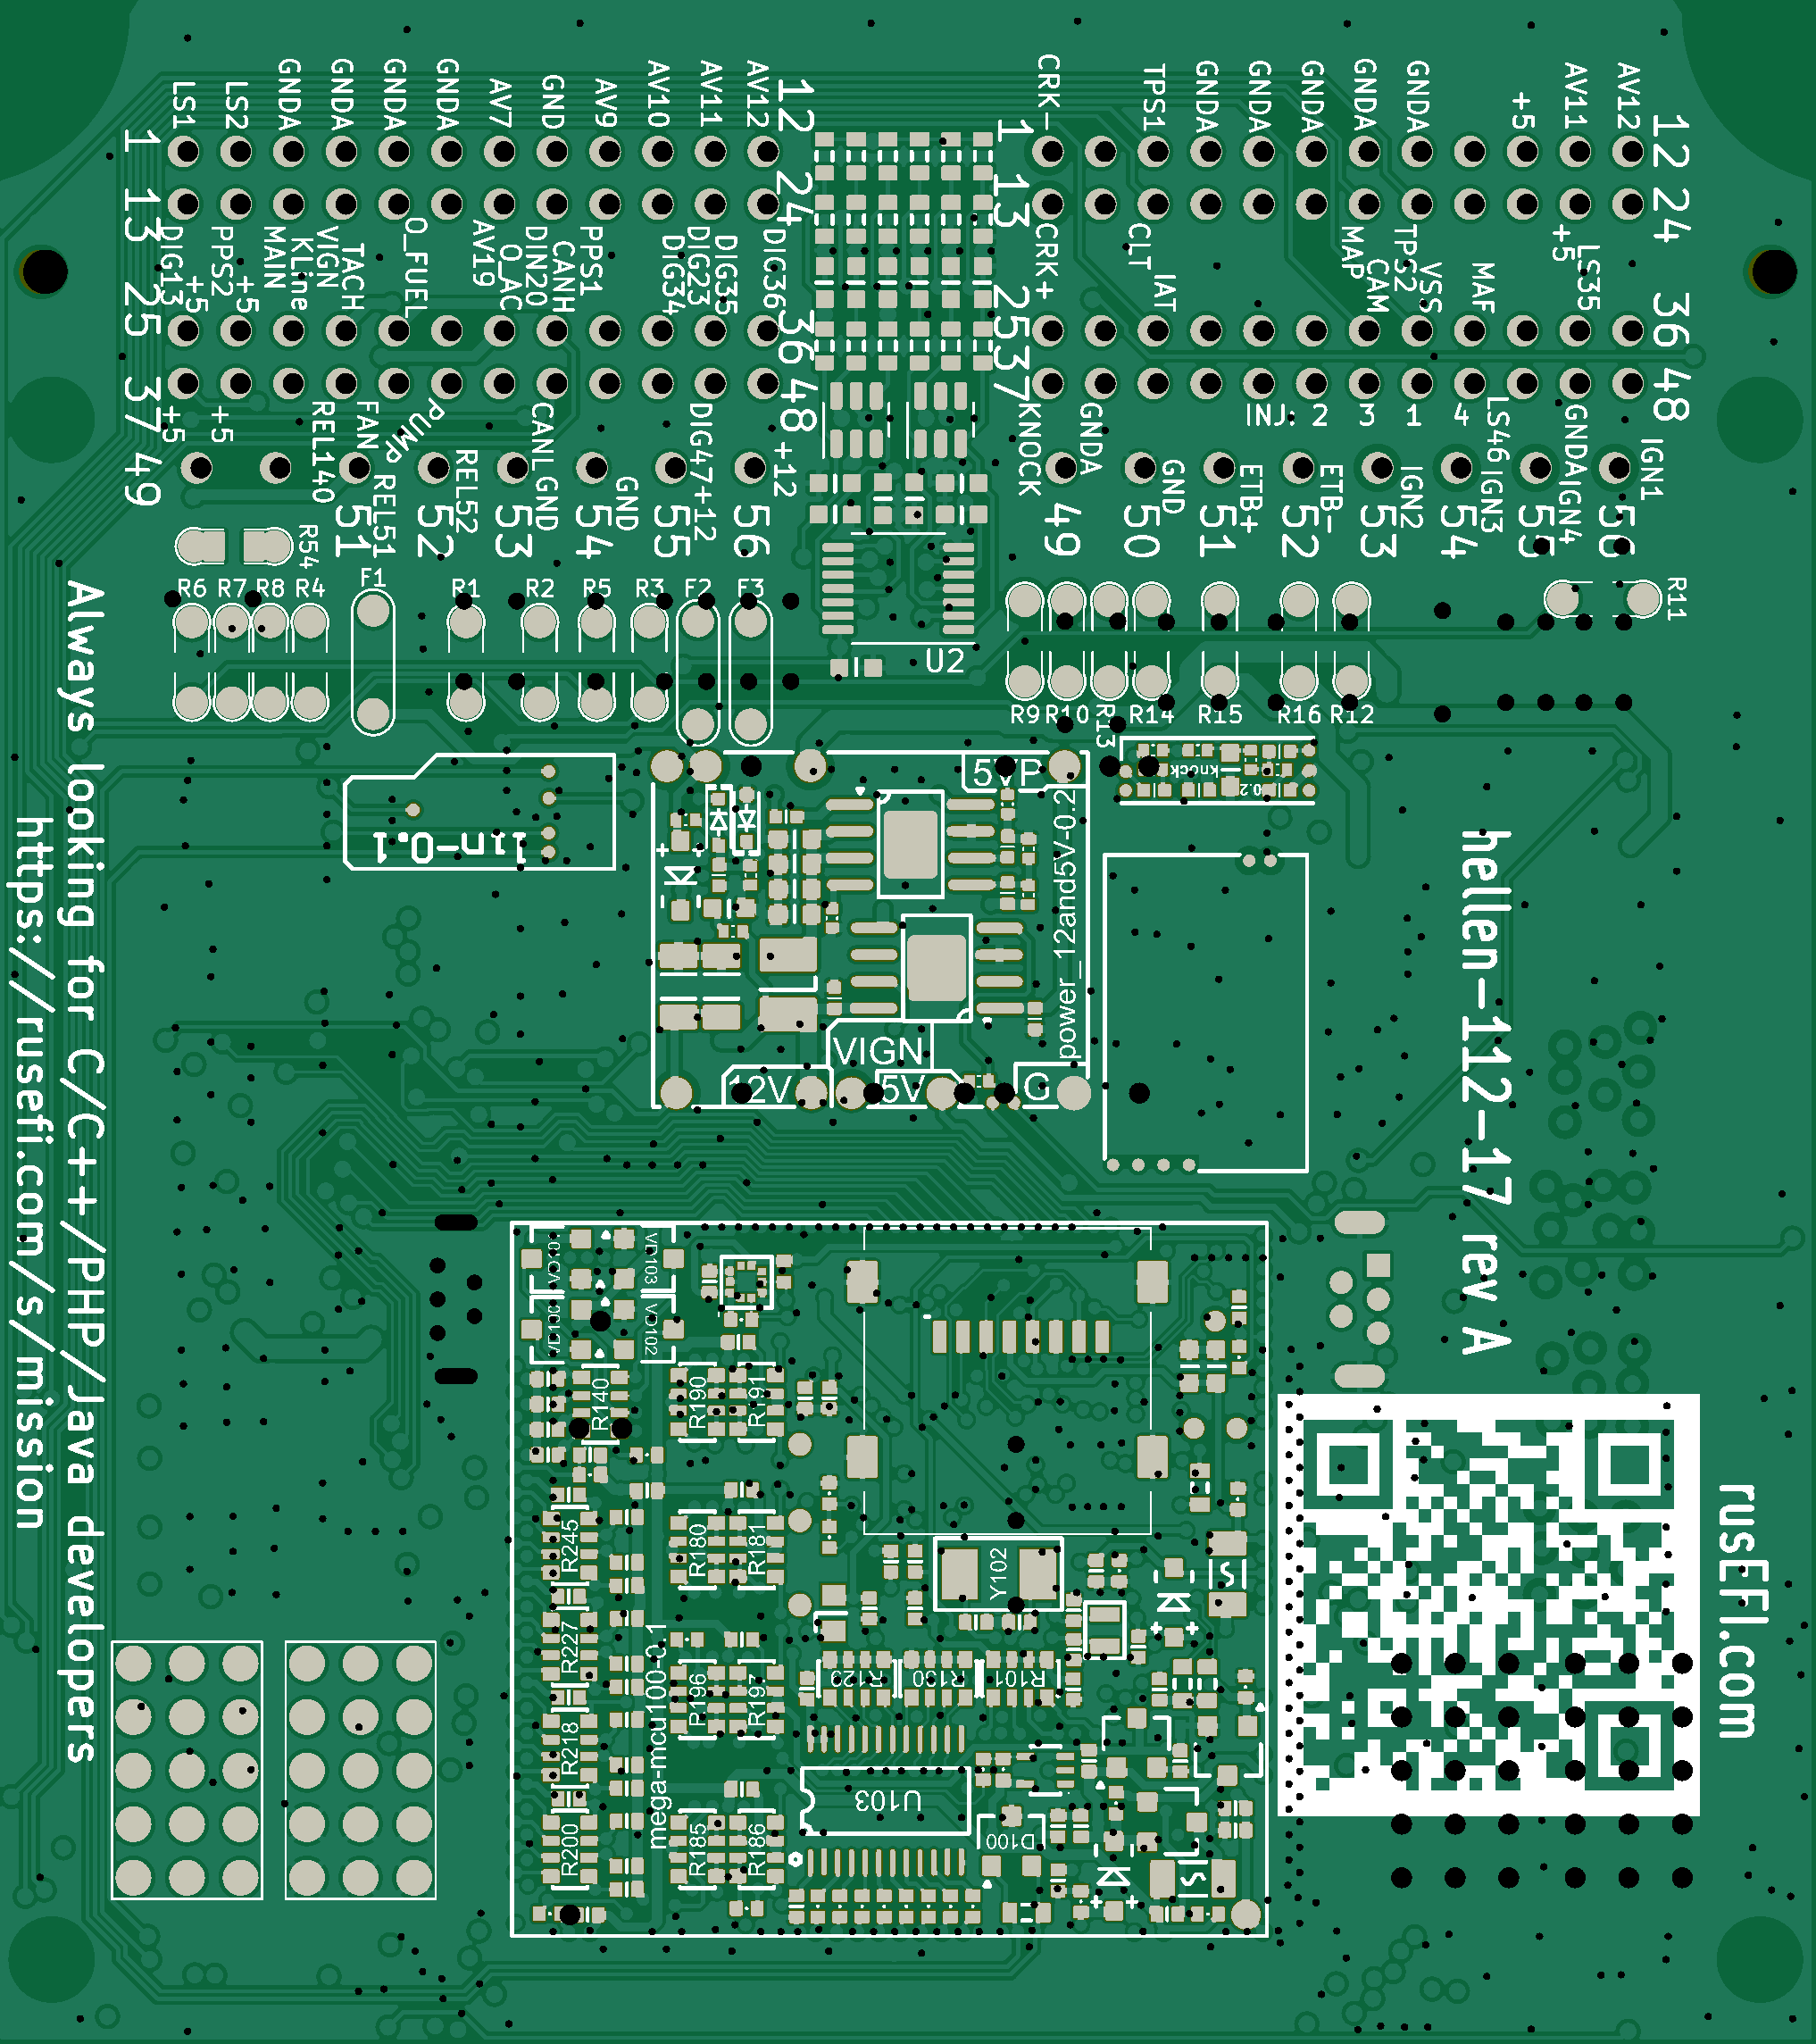 LS1 LS2 GNDA GNDA GNDA GNDA AV7 GND AV9 AV10 AV11 AV12
CRK- TPS1 GNDA GNDA GNDA GNDA GNDA +5 AV11 AV12
1 12 1 12
13 24 13 24
DIG13 +5 PPS2 +5 MAIN KLine VIGN TACH O_FUEL AV19 O_AC DIN20 CANH PPS1 DIG34 DIG23 DIG35 DIG36
CRK+ CLT IAT MAP CAM TPS2 VSS MAF +5 LS35
25 36 25 36
37 48 37 48
+5 +5 REL140 FAN PUMP CANL DIG47 +12
KNOCK GNDA INJ: 2 3 1 4 LS46 GNDA IGN1
REL51 REL52 GND GND +12
GND ETB+ ETB- IGN2 IGN3 IGN4
49 51 52 53 54 55 56
49 50 51 52 53 54 55 56
R54
R6 R7 R8 R4 F1 R1 R2 R5 R3 F2 F3
R11
U2
R9 R10 R13 R14 R15 R16 R12
5VP
knock
0.2
1in-0.1
power_12and5V-0.2
VIGN
12V 5V G
hellen-112-17 rev A
Always looking for C/C++/PHP/Java developers
https://rusefi.com/s/mission
VD103
VD100 VD102
R140 R190 R191
R245 R180 R181
Y102
R227 R196 R197
R129 R130 R101
R218
mega-mcu100-0.1
U103
R200 R185 R186
D100
rusEFI.com